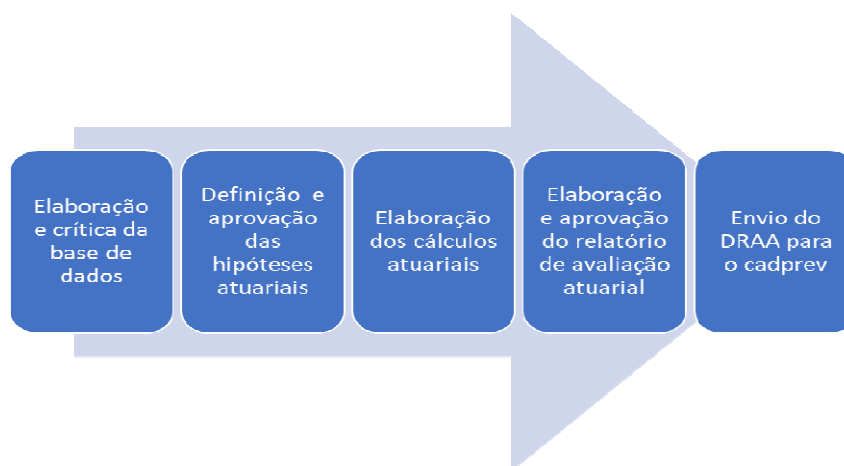 Elaboração
e crítica da
base de
dados
Definição e
aprovação
das
hipóteses
atuariais
Elaboração
dos cálculos
atuariais
Elaboração
e aprovação
do relatório
de avaliação
atuarial
Envio do
DRAA para
o cadprev